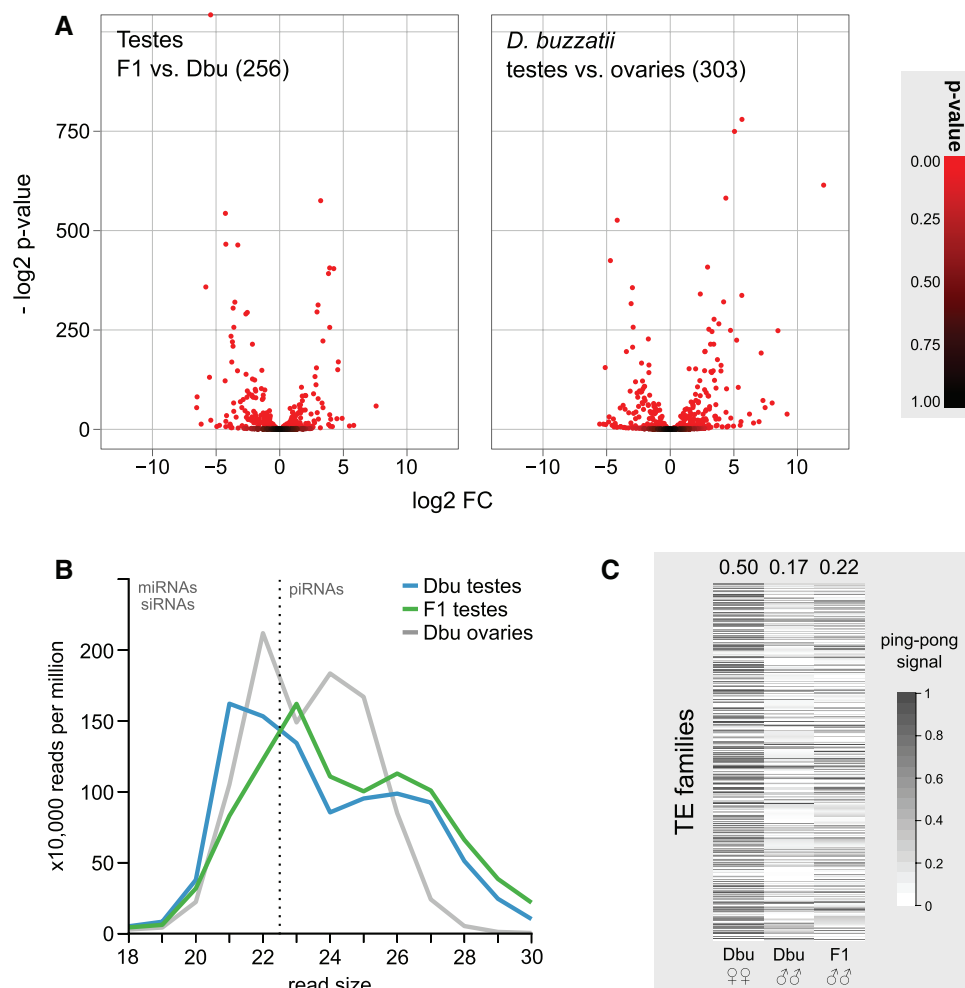 A
Testes
F1 vs. Dbu (256)
D. buzzatii
testes vs. ovaries (303)
- log2 p-value
750
500
250
0
−10 −5 0 5 10
−10 −5 0 5 10
log2 FC
p-value
0.00
0.25
0.50
0.75
1.00
B
miRNAs
siRNAs
piRNAs
Dbu testes
F1 testes
Dbu ovaries
x10,000 reads per million
200
150
100
50
0
18 20 22 24 26 28 30
read size
C
0.50 0.17 0.22
TE families
Dbu Dbu F1
♀♀ ♂♂ ♂♂
ping-pong
signal
1
0.8
0.6
0.4
0.2
0